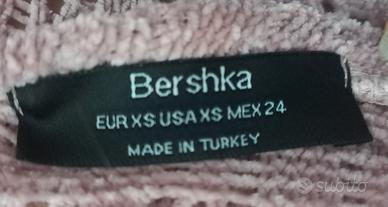 Bershka
EUR XS USA XS MEX 24
MADE IN TURKEY
subito